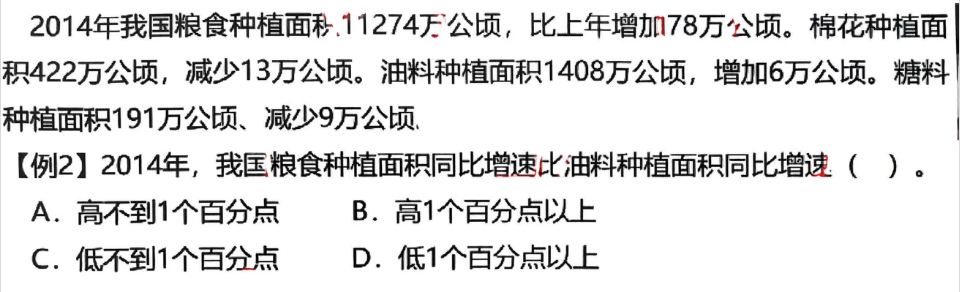 2014年我国粮食种植面积11274万公顷，比上年增加178万公顷。棉花种植面
积422万公顷，减少13万公顷。油料种植面积1408万公顷，增加6万公顷。糖料
种植面积191万公顷、减少9万公顷.
【例2】2014年，我国粮食种植面积同比增速比油料种植面积同比增速（ ）。
A．高不到1个百分点 B．高1个百分点以上
C．低不到1个百分点 D．低1个百分点以上